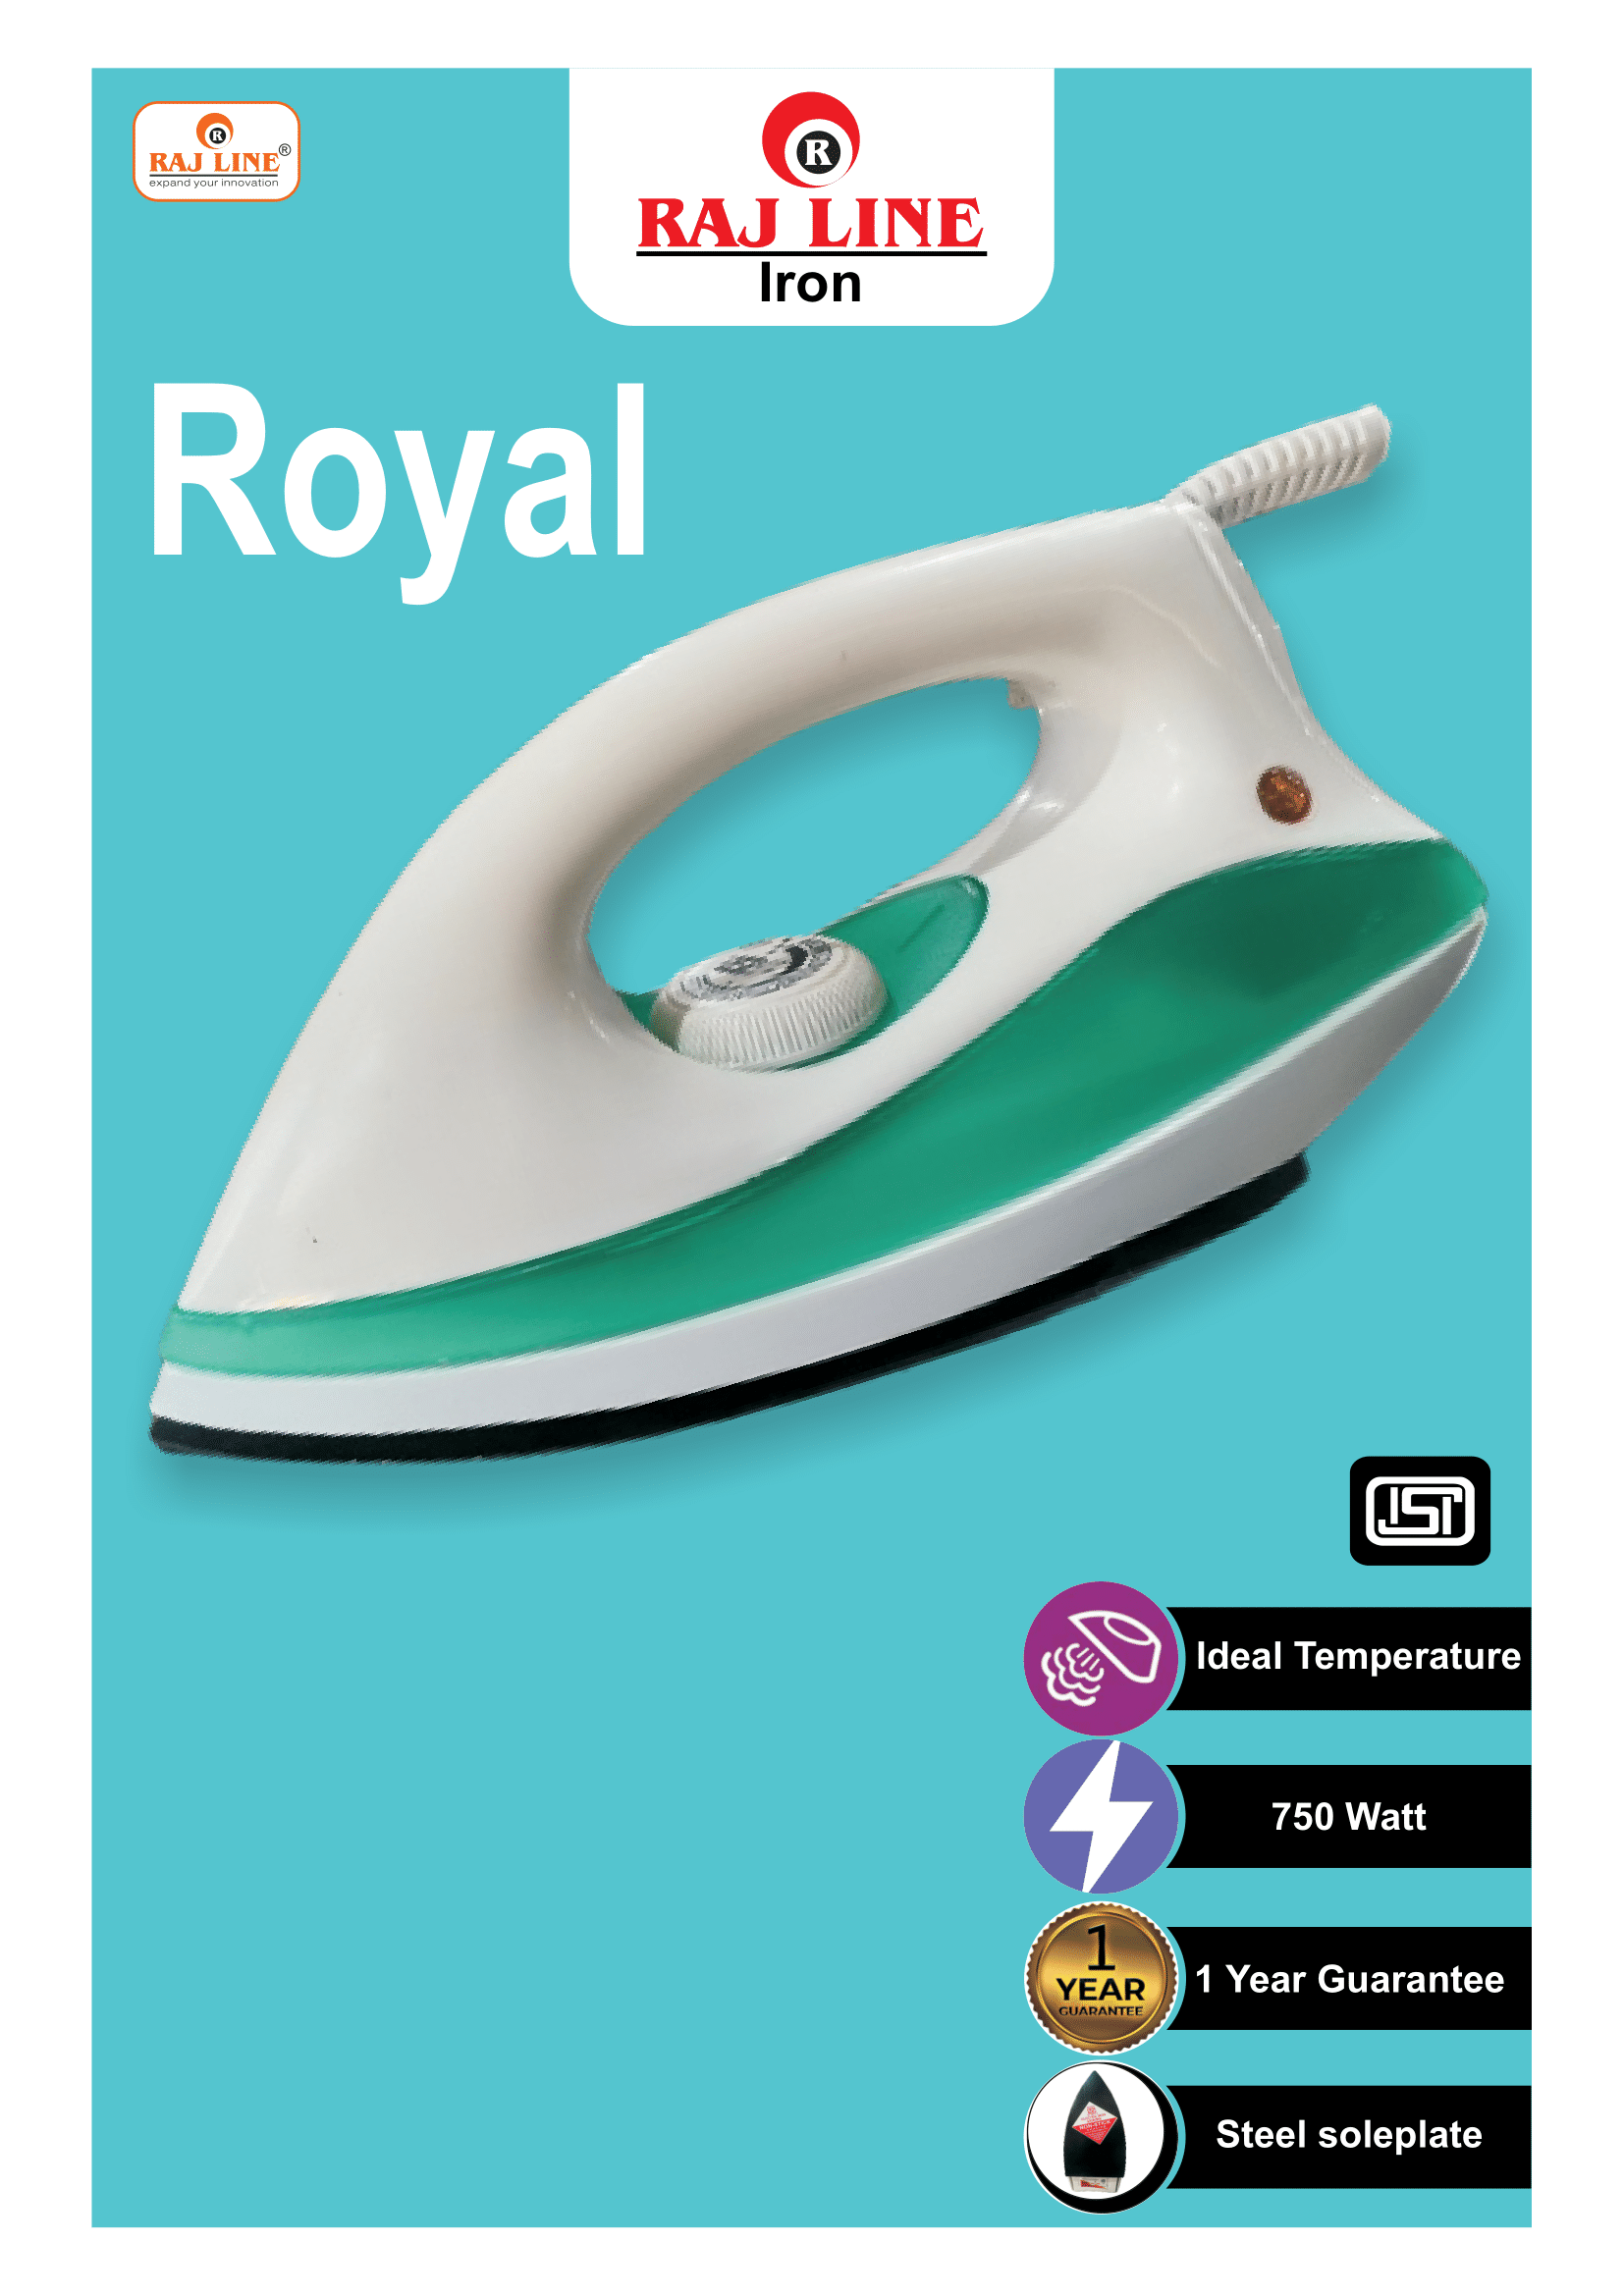 R
RAJ LINE®
expand your innovation
R
RAJ LINE
Iron
Royal
ISI
Ideal Temperature
750 Watt
1
YEAR
GUARANTEE
1 Year Guarantee
Steel soleplate